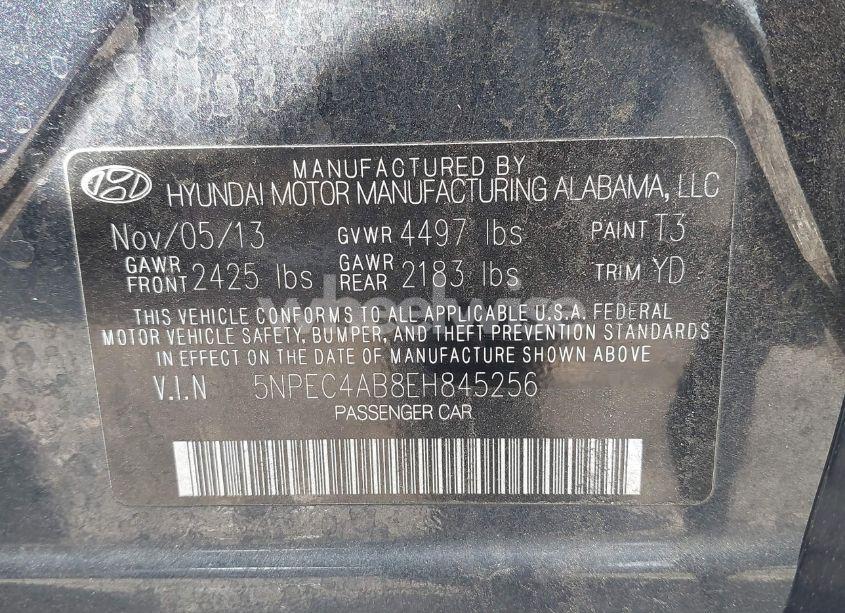 MANUFACTURED BY
HYUNDAI MOTOR MANUFACTURING ALABAMA, LLC
Nov/05/13 GVWR 4497 lbs PAINT T3
GAWR FRONT 2425 lbs GAWR REAR 2183 lbs TRIM YD
wheelwise
THIS VEHICLE CONFORMS TO ALL APPLICABLE U.S.A. FEDERAL
MOTOR VEHICLE SAFETY, BUMPER, AND THEFT PREVENTION STANDARDS
IN EFFECT ON THE DATE OF MANUFACTURE SHOWN ABOVE.
V.I.N 5NPEC4AB8EH845256
PASSENGER CAR